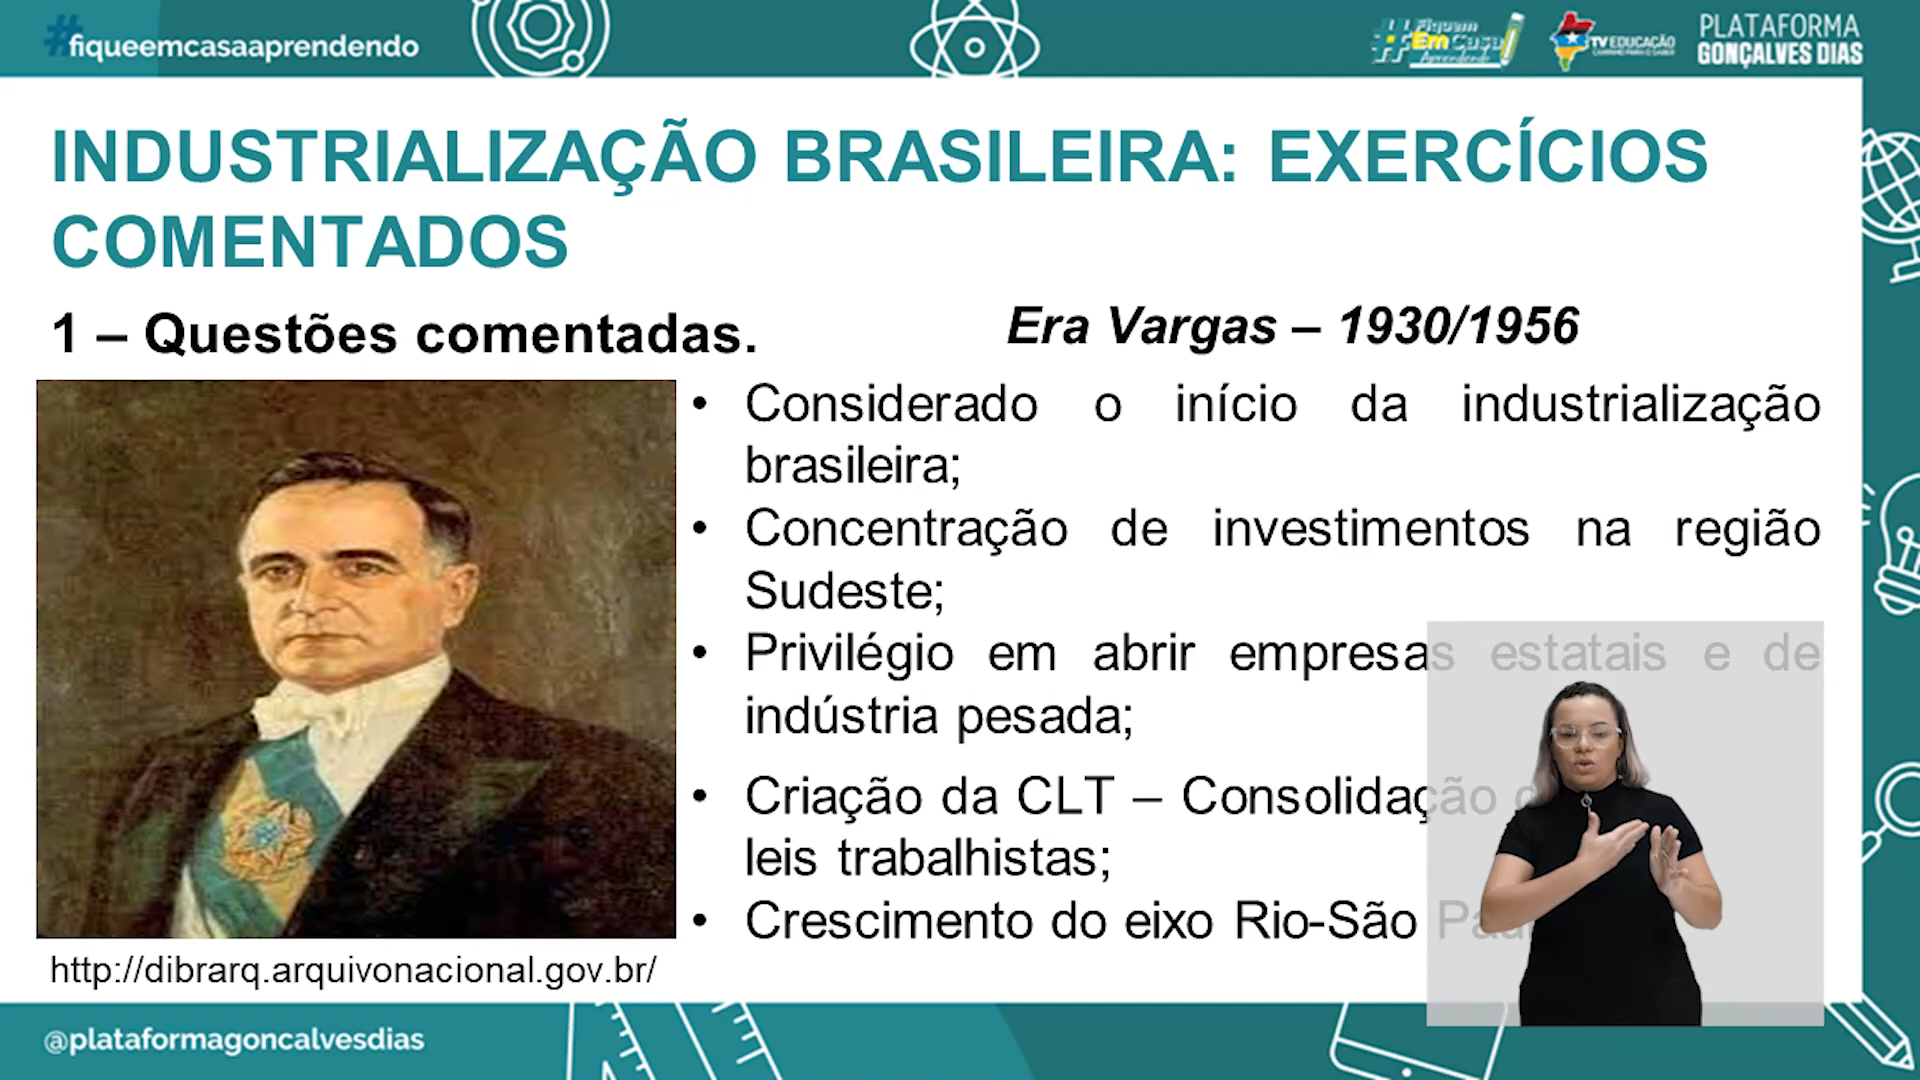 #fiqueemcasaaprendendo
#Fiquem
Em Casa
Aprendendo
TV EDUCAÇÃO
PLATAFORMA
GONÇALVES DIAS
INDUSTRIALIZAÇÃO BRASILEIRA: EXERCÍCIOS
COMENTADOS
1 – Questões comentadas.
Era Vargas – 1930/1956
• Considerado o início da industrialização
brasileira;
• Concentração de investimentos na região
Sudeste;
• Privilégio em abrir empresas estatais e de
indústria pesada;
• Criação da CLT – Consolidação
leis trabalhistas;
• Crescimento do eixo Rio-São
http://dibrarq.arquivonacional.gov.br/
@plataformagoncalvesdias